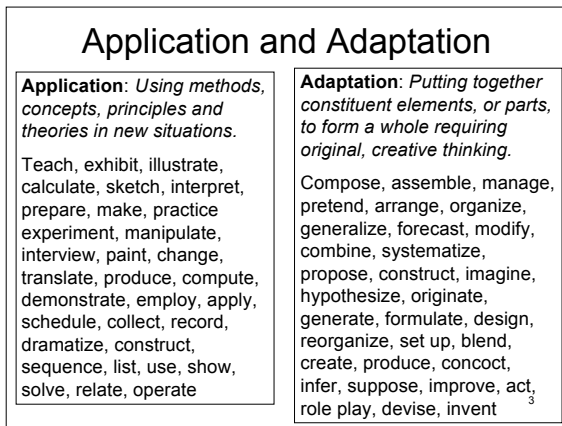 Application and Adaptation
Application: Using methods,
concepts, principles and
theories in new situations.
Teach, exhibit, illustrate,
calculate, sketch, interpret,
prepare, make, practice
experiment, manipulate,
interview, paint, change,
translate, produce, compute,
demonstrate, employ, apply,
schedule, collect, record,
dramatize, construct,
sequence, list, use, show,
solve, relate, operate
Adaptation: Putting together
constituent elements, or parts,
to form a whole requiring
original, creative thinking.
Compose, assemble, manage,
pretend, arrange, organize,
generalize, forecast, modify,
combine, systematize,
propose, construct, imagine,
hypothesize, originate,
generate, formulate, design,
reorganize, set up, blend,
create, produce, concoct,
infer, suppose, improve, act,
role play, devise, invent
3